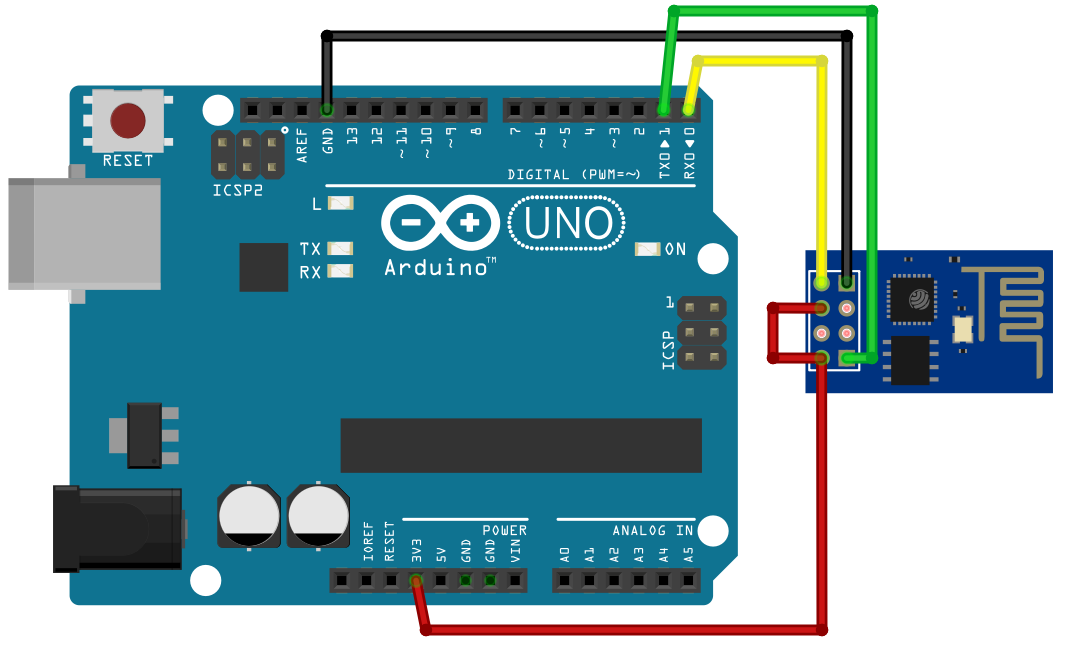 RESET
ICSP2
AREF
GND
13
12
~11
~10
~9
8
7
~6
~5
4
~3
2
TX0▶1
RX0◀0
DIGITAL (PWM=~)
L
TX
RX
UNO
Arduino™
ON
1
ICSP
IOREF
RESET
3V3
5V
GND
GND
VIN
POWER
ANALOG IN
A0
A1
A2
A3
A4
A5